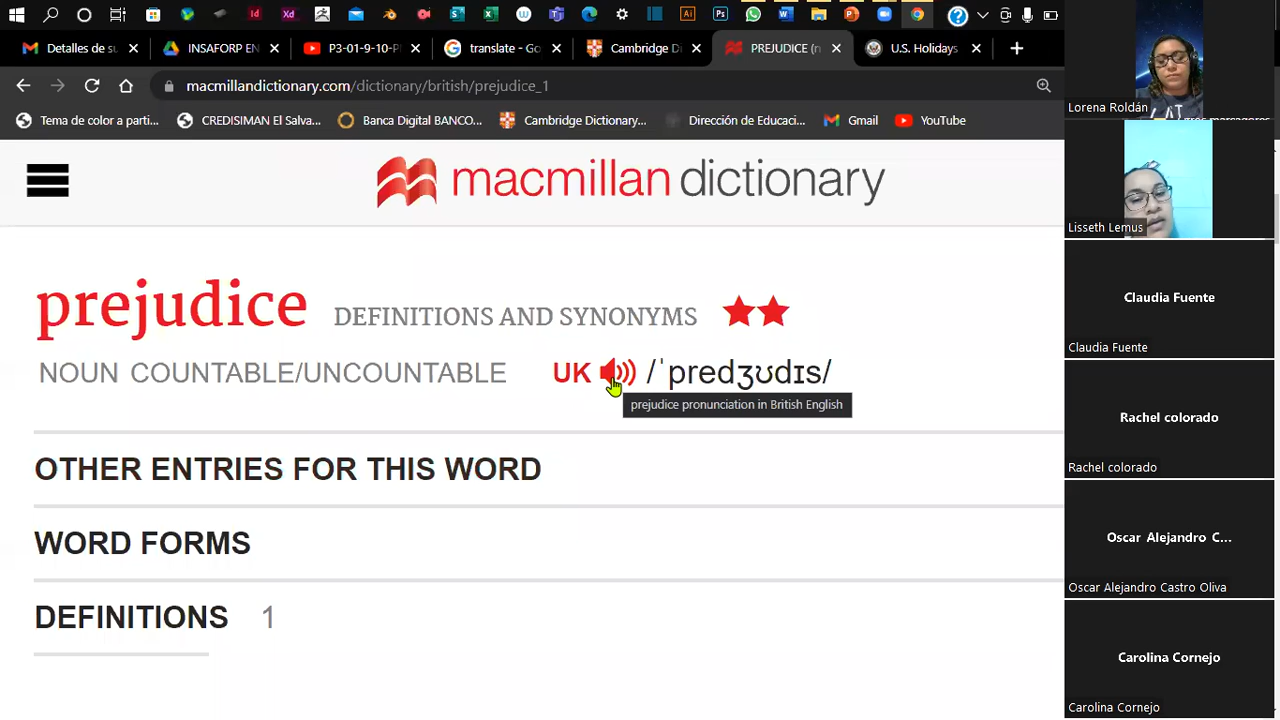 Detalles de su
INSAFORP EN
P3-01-9-10-P
translate - Go
Cambridge D
PREJUDICE (n
U.S. Holidays
macmillandictionary.com/dictionary/british/prejudice_1
Tema de color a parti...
CREDISIMAN El Salva...
Banca Digital BANCO...
Cambridge Dictionary...
Dirección de Educaci...
Gmail
YouTube
macmillan dictionary
prejudice DEFINITIONS AND SYNONYMS
NOUN COUNTABLE/UNCOUNTABLE UK /ˈpredʒʊdɪs/
prejudice pronunciation in British English
OTHER ENTRIES FOR THIS WORD
WORD FORMS
DEFINITIONS 1
Lorena Roldán
Lisseth Lemus
Claudia Fuente
Claudia Fuente
Rachel colorado
Rachel colorado
Oscar Alejandro C...
Oscar Alejandro Castro Oliva
Carolina Cornejo
Carolina Cornejo